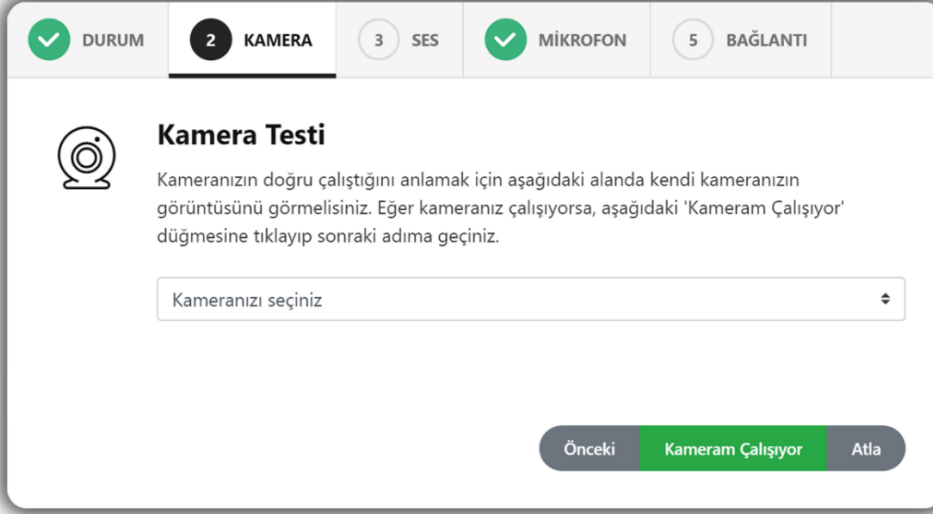 DURUM
2 KAMERA
3 SES
MİKROFON
5 BAĞLANTI
Kamera Testi
Kameranızın doğru çalıştığını anlamak için aşağıdaki alanda kendi kameranızın
görüntüsünü görmelisiniz. Eğer kameranız çalışıyorsa, aşağıdaki 'Kameram Çalışıyor'
düğmesine tıklayıp sonraki adıma geçiniz.
Kameranızı seçiniz
Önceki
Kameram Çalışıyor
Atla